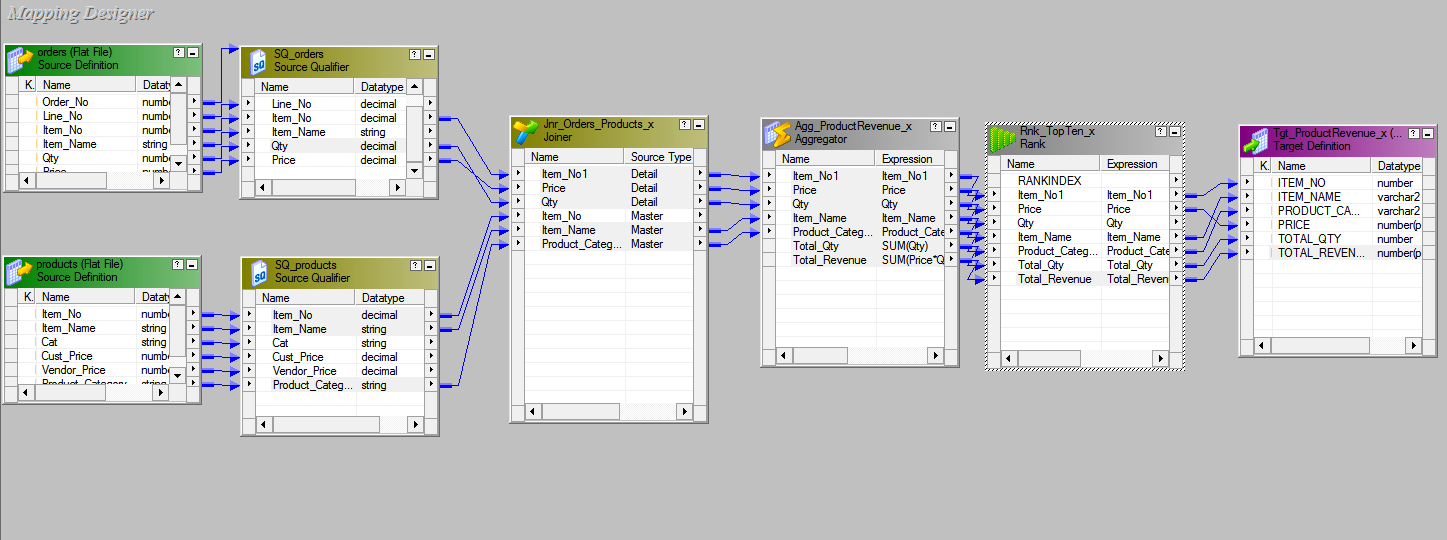 Mapping Designer
orders (Flat File)
Source Definition
K. Name Dataty
Order_No numbe
Line_No numbe
Item_No numbe
Item_Name string
Qty numbe
Price numbe
SQ_orders
Source Qualifier
Name Datatype
Line_No decimal
Item_No decimal
Item_Name string
Qty decimal
Price decimal
products (Flat File)
Source Definition
K. Name Dataty
Item_No numbe
Item_Name string
Cat string
Cust_Price numbe
Vendor_Price numbe
Product_Category string
SQ_products
Source Qualifier
Name Datatype
Item_No decimal
Item_Name string
Cat string
Cust_Price decimal
Vendor_Price decimal
Product_Categ... string
Jnr_Orders_Products_x
Joiner
Name Source Type
Item_No1 Detail
Price Detail
Qty Detail
Item_No Master
Item_Name Master
Product_Categ... Master
Agg_ProductRevenue_x
Aggregator
Name Expression
Item_No1 Item_No1
Price Price
Qty Qty
Item_Name Item_Name
Product_Categ... Product_Cate
Total_Qty SUM(Qty)
Total_Revenue SUM(Price*Q
Rnk_TopTen_x
Rank
Name Expression
RANKINDEX
Item_No1 Item_No1
Price Price
Qty Qty
Item_Name Item_Name
Product_Categ... Product_Cate
Total_Qty Total_Qty
Total_Revenue Total_Reven
Tgt_ProductRevenue_x (...
Target Definition
K. Name Datatype
ITEM_NO number
ITEM_NAME varchar2
PRODUCT_CA... varchar2
PRICE number(p
TOTAL_QTY number
TOTAL_REVEN... number(p